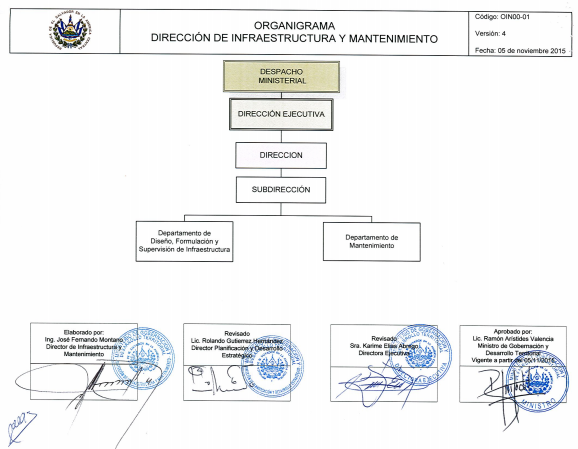 ORGANIGRAMA
DIRECCIÓN DE INFRAESTRUCTURA Y MANTENIMIENTO
Código: OIN00-01
Versión: 4
Fecha: 05 de noviembre 2015
DESPACHO
MINISTERIAL
DIRECCIÓN EJECUTIVA
DIRECCION
SUBDIRECCIÓN
Departamento de
Diseño, Formulación y
Supervisión de Infraestructura
Departamento de
Mantenimiento
Elaborado por:
Ing. José Fernando Montano
Director de Infraestructura y
Mantenimiento
Revisado
Lic. Rolando Gutierrez Hernández
Director Planificación y Desarrollo
Estratégico
Revisado
Sra. Karime Elías Abrego
Directora Ejecutiva
Aprobado por:
Lic. Ramón Arístides Valencia
Ministro de Gobernación y
Desarrollo Territorial
Vigente a partir de: 05/11/2015
MINISTRO